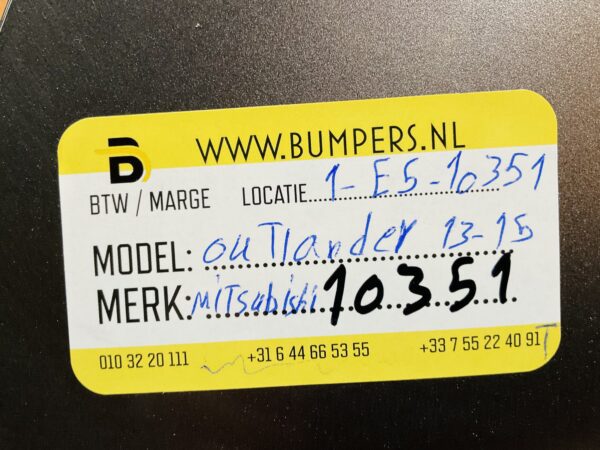 B
WWW.BUMPERS.NL
BTW / MARGE LOCATIE 1-E5-10351
MODEL: OUTlander 13-15
MERK: MITsubishi 10351
010 32 20 111 +31 6 44 66 53 55 +33 7 55 22 40 91 T